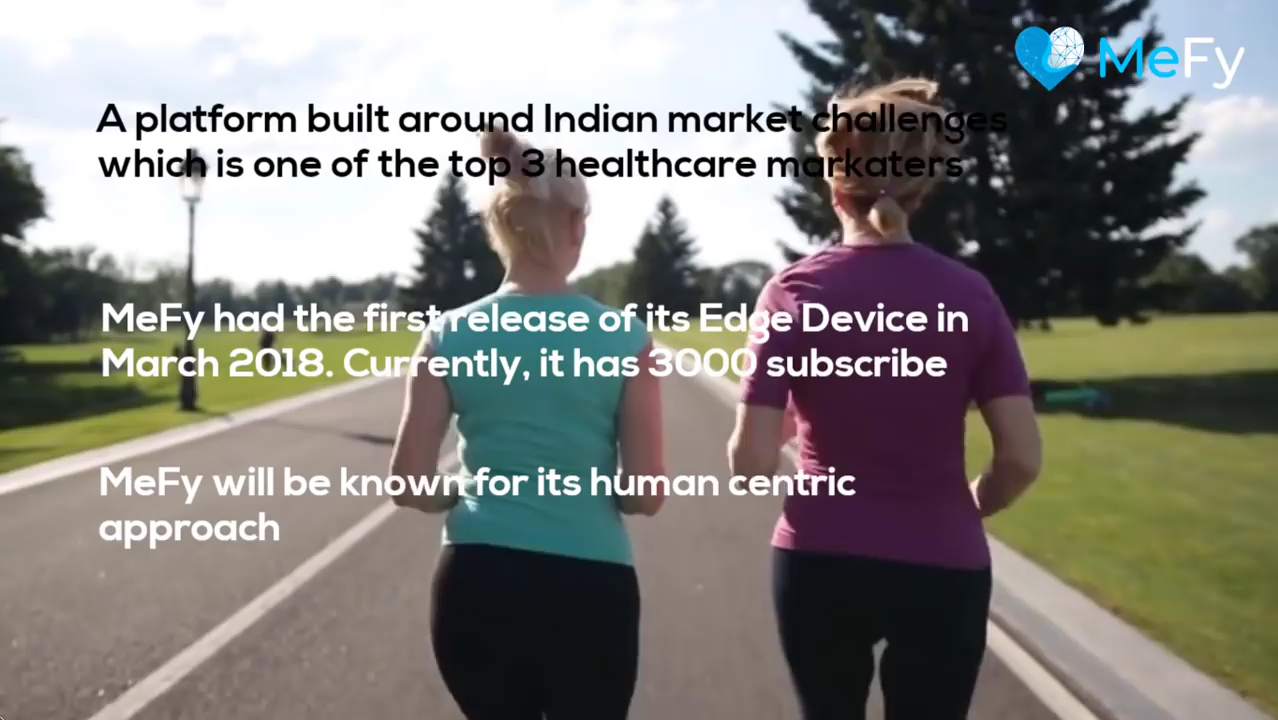 MeFy
A platform built around Indian market challenges
which is one of the top 3 healthcare markaters
MeFy had the first release of its Edge Device in
March 2018. Currently, it has 3000 subscribe
MeFy will be known for its human centric
approach